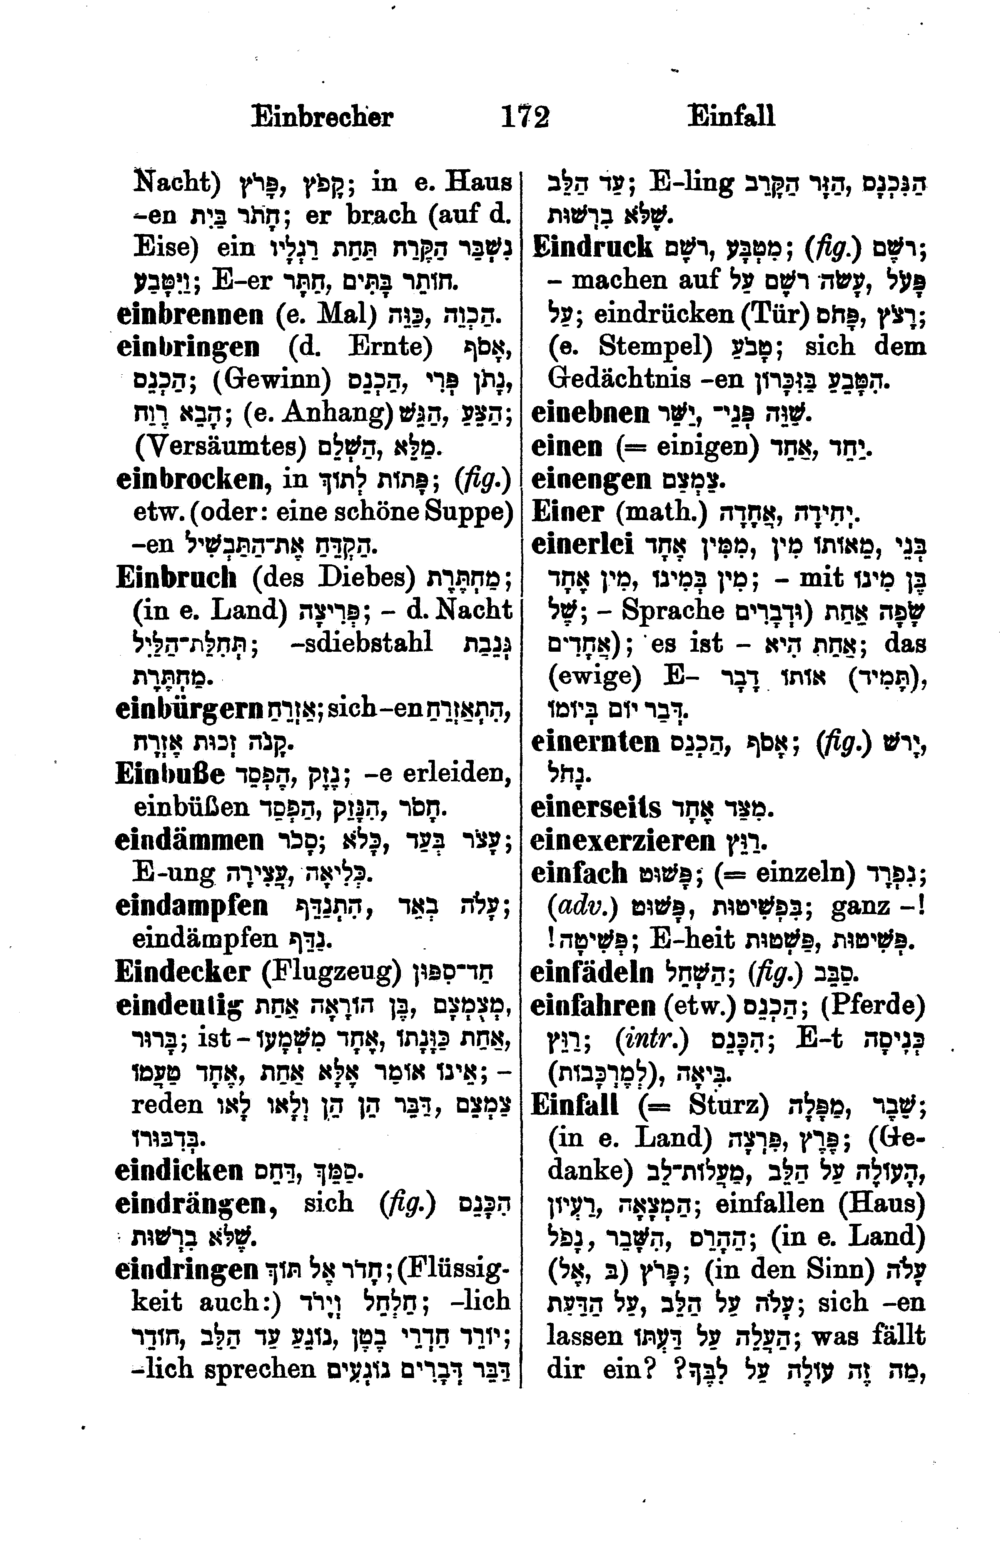 Einbrecher 172 Einfall
Nacht) קָפֹץ, פָּרֹץ; in e. Haus
-en חָתֹר בַּיִת; er brach (auf d.
Eise) ein נִשְׁבַּר הַקֶּרַח תַּחַת רַגְלָיו
וַיִּטְבַּע; E-er חוֹתֵר בָּתִּים, חַתָּר.
einbrennen (e. Mal) הַכְוֵה, כַּוֵּה.
einbringen (d. Ernte) אָסֹף,
הַכְנֵס; (Gewinn) נָתֹן פְּרִי, הַכְנֵס,
הָבֵא רֶוַח; (e. Anhang) הַצַּע, הַגֵּשׁ;
(Versäumtes) מַלֵּא, הַשְׁלֵם.
einbrocken, in פָּתוֹת לְתוֹךְ; (fig.)
etw. (oder: eine schöne Suppe)
-en הַקְדֵּחַ אֶת־הַתַּבְשִׁיל.
Einbruch (des Diebes) מַחְתֶּרֶת;
(in e. Land) פְּרִיצָה; – d. Nacht
תְּחִלַּת־הַלַּיִל; –sdiebstahl גְּנֵבַת
מַחְתֶּרֶת.
einbürgern אַזְרֵחַ; sich-en הִתְאַזְרֵחַ,
קָנֹה זְכוּת אֶזְרָח.
Einbuße נֶזֶק, הֶפְסֵד; -e erleiden,
einbüßen חָסֹר, הִנָּזֵק, הַפְסֵד.
eindämmen עָצֹר בְּעַד, כָּלֹא; סָכֹר;
E-ung כְּלִיאָה, עֲצִירָה.
eindampfen עָלֹה בְאֵד, הִתְנַדֵּף;
eindämpfen נַדֵּף.
Eindecker (Flugzeug) חַד־סִפּוּן
eindeutig מְצֻמְצָם, בֶּן הוֹרָאָה אַחַת,
בָּרוּר; ist – אַחַת כַּוָּנָתוֹ, אֶחָד מִשְׁמָעוֹ,
אֵינוֹ אוֹמֵר אֶלָּא אַחַת, אֶחָד טַעֲמוֹ; –
reden דַּבֵּר הֵן הֵן וְלָאו לָאו, צַמְצֵם
בְּדִבּוּרוֹ.
eindicken סַמֵּךְ, דַּחֵס.
eindrängen, sich (fig.) הִכָּנֵס
שֶׁלֹּא בִרְשׁוּת.
eindringen חָדֹר אֶל תּוֹךְ; (Flüssig-
keit auch:) חַלְחֵל וְיָרֹד; –lich
יוֹרֵד חַדְרֵי בָטֶן, נוֹגֵעַ עַד הַלֵּב, חוֹדֵר;
–lich sprechen דַּבֵּר דְּבָרִים נוֹגְעִים
עַד הַלֵּב; E-ling הַנִּכְנָס, הַזָּר הַקָּרֵב
שֶׁלֹּא בִרְשׁוּת.
Eindruck רֹשֶׁם, מִטְבָּע; (fig.) רשֶׁם;
– machen auf פָּעֹל, עָשֹׂה רשֶׁם עַל
עַל; eindrücken (Tür) רָצֹץ, פָּחֹס;
(e. Stempel) טָבֹעַ; sich dem
Gedächtnis -en הִטָּבֵעַ בַּזִּכָּרוֹן.
einebnen שַׁוֵּה פְּנֵי־, יַשֵּׁר.
einen (= einigen) יַחֵד, אַחֵד.
einengen צַמְצֵם.
Einer (math.) יְחִידָה, אֲחָדָה.
einerlei מִמִּין אֶחָד, מֵאוֹתוֹ מִין, בְּנֵי
מִין אֶחָד, מִין בְּמִינוֹ; – mit בֶּן מִינוֹ
שֶׁל; – Sprache שָׂפָה אַחַת (וּדְבָרִים
אֲחָדִים); es ist – אַחַת הִיא; das
(ewige) E– אוֹתוֹ דָבָר (תָּמִיד),
דְּבַר יוֹם בְּיוֹמוֹ.
einernten אָסֹף, הַכְנֵס; (fig.) יָרֹשׁ,
נָחֹל.
einerseits מִצַּד אֶחָד.
einexerzieren רַוֵּץ.
einfach פָּשׁוּט; (= einzeln) נִפְרָד;
(adv.) בִּפְשִׁיטוּת, פָּשׁוּט; ganz –!
פְּשִׁיטָה!; E-heit פְּשִׁיטוּת, פַּשְׁטוּת.
einfädeln הַשְׁחֵל; (fig.) סַבֵּב.
einfahren (etw.) הַכְנֵס; (Pferde)
רַוֵּץ; (intr.) הִכָּנֵס; E-t כְּנִיסָה
(לְמֶרְכָּבוֹת), בִּיאָה.
Einfall (= Sturz) מַפָּלָה, שֶׁבֶר;
(in e. Land) פִּרְצָה, פֶּרֶץ; (Ge-
danke) הָעוֹלָה עַל הַלֵּב, מַעֲלוֹת־לֵב,
הַמְצָאָה, רַעְיוֹן; einfallen (Haus)
הֵהָרֵס, הִשָּׁבֵר, נָפֹל; (in e. Land)
פָּרֹץ (בְּ, אֶל); (in den Sinn) עָלֹה
עַל הַדַּעַת, עָלֹה עַל הַלֵּב; sich -en
lassen הַעֲלֵה עַל דַּעְתּוֹ; was fällt
dir ein? מַה זֶּה עוֹלֶה עַל לִבֶּךָ?,